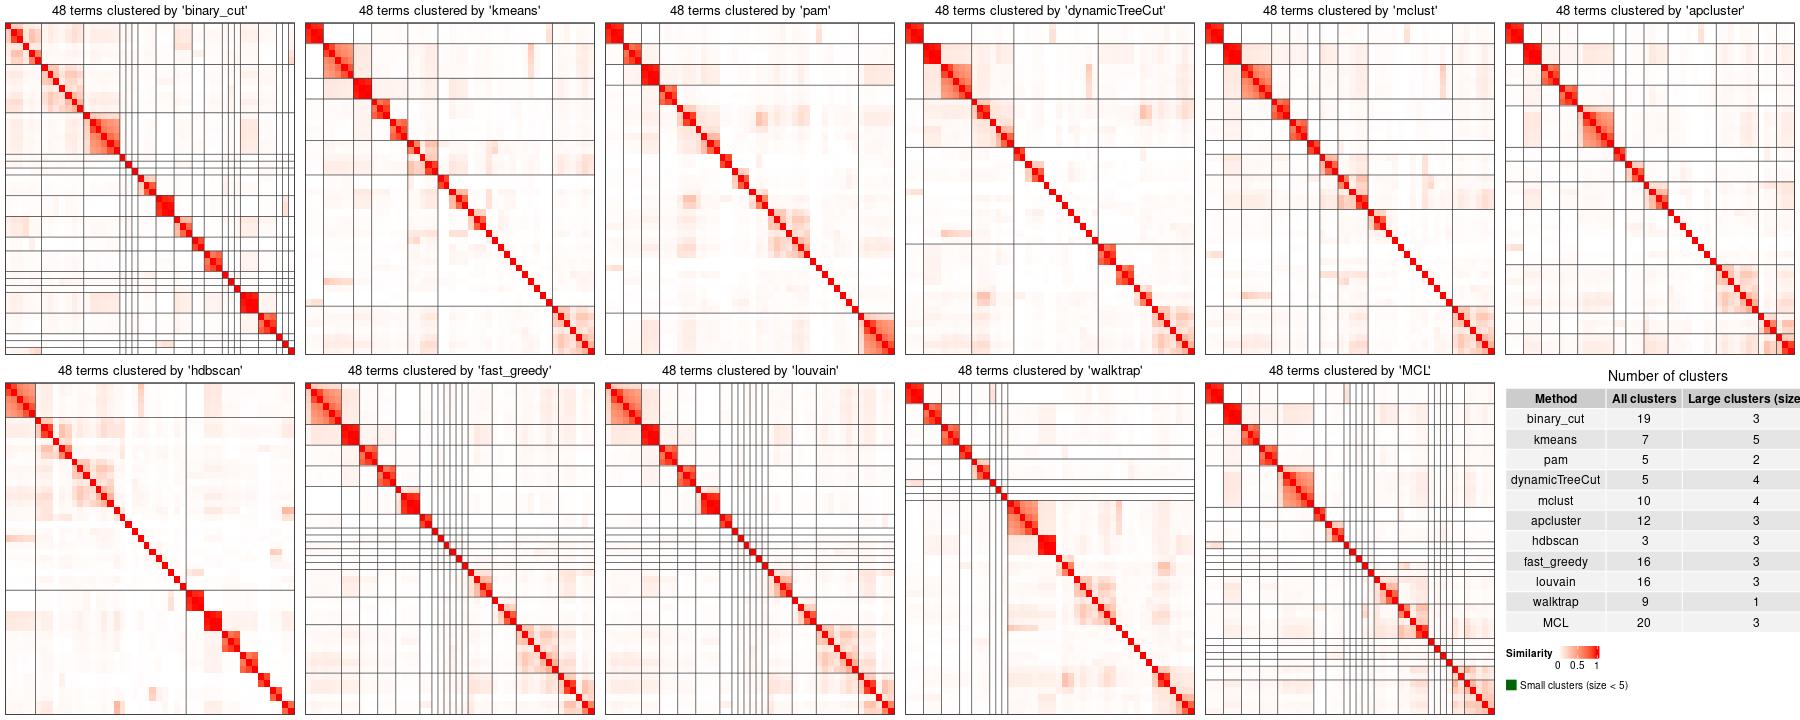 48 terms clustered by 'binary_cut'
48 terms clustered by 'kmeans'
48 terms clustered by 'pam'
48 terms clustered by 'dynamicTreeCut'
48 terms clustered by 'mclust'
48 terms clustered by 'apcluster'
48 terms clustered by 'hdbscan'
48 terms clustered by 'fast_greedy'
48 terms clustered by 'louvain'
48 terms clustered by 'walktrap'
48 terms clustered by 'MCL'
Number of clusters
Method All clusters Large clusters (size
binary_cut 19 3
kmeans 7 5
pam 5 2
dynamicTreeCut 5 4
mclust 10 4
apcluster 12 3
hdbscan 3 3
fast_greedy 16 3
louvain 16 3
walktrap 9 1
MCL 20 3
Similarity
0 0.5 1
Small clusters (size < 5)